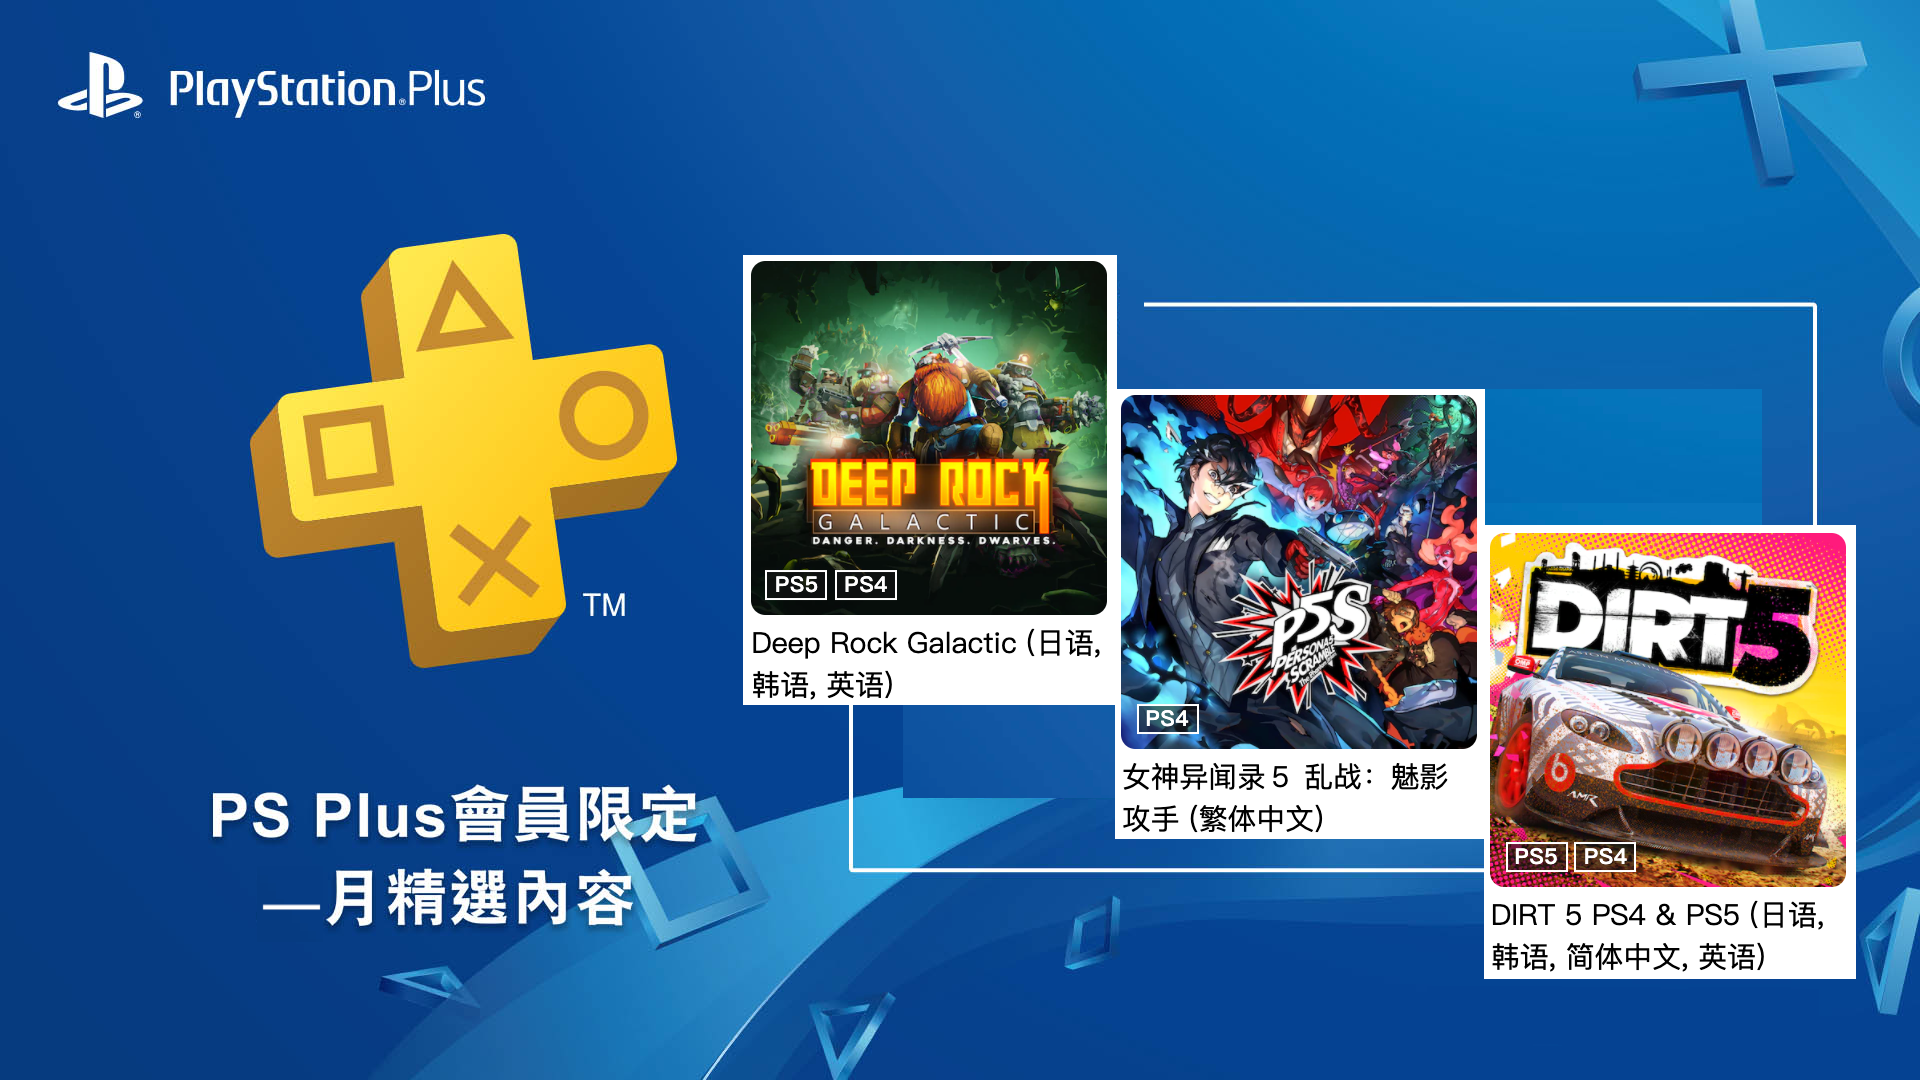 PlayStation®Plus
TM
PS Plus會員限定
一月精選內容
DEEP ROCK
GALACTIC
DANGER. DARKNESS. DWARVES.
PS5 PS4
Deep Rock Galactic (日语,
韩语, 英语)
P5S
PERSONA5
SCRAMBLE
PS4
女神异闻录５ 乱战：魅影
攻手 (繁体中文)
DIRT 5
ASTON MARTIN
AMR
PS5 PS4
DIRT 5 PS4 & PS5 (日语,
韩语, 简体中文, 英语)